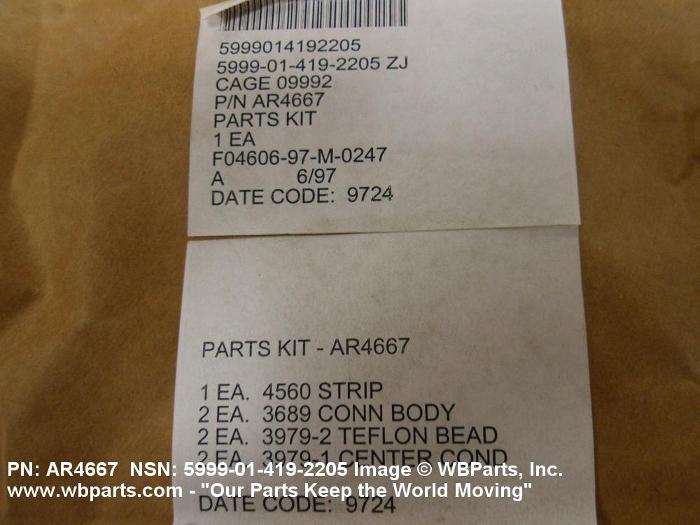 5999014192205
5999-01-419-2205 ZJ
CAGE 09992
P/N AR4667
PARTS KIT
1 EA
F04606-97-M-0247
A 6/97
DATE CODE: 9724
PARTS KIT - AR4667
1 EA. 4560 STRIP
2 EA. 3689 CONN BODY
2 EA. 3979-2 TEFLON BEAD
2 EA. 3979-1 CENTER COND
PN: AR4667 NSN: 5999-01-419-2205 Image © WBParts, Inc.
www.wbparts.com - "Our Parts Keep the World Moving"
DATE CODE: 9724